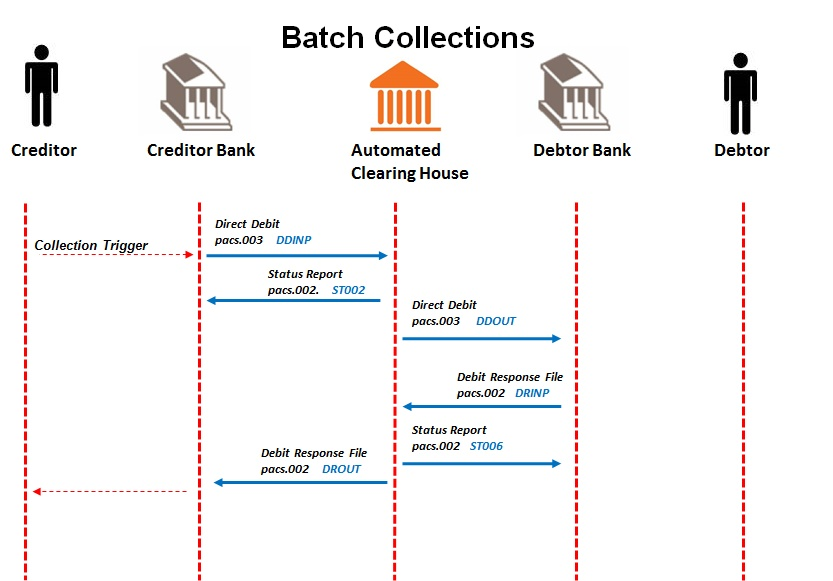 Batch Collections
Creditor
Creditor Bank
Automated
Clearing House
Debtor Bank
Debtor
Collection Trigger
Direct Debit
pacs.003 DDINP
Status Report
pacs.002. ST002
Direct Debit
pacs.003 DDOUT
Debit Response File
pacs.002 DRINP
Status Report
pacs.002 ST006
Debit Response File
pacs.002 DROUT